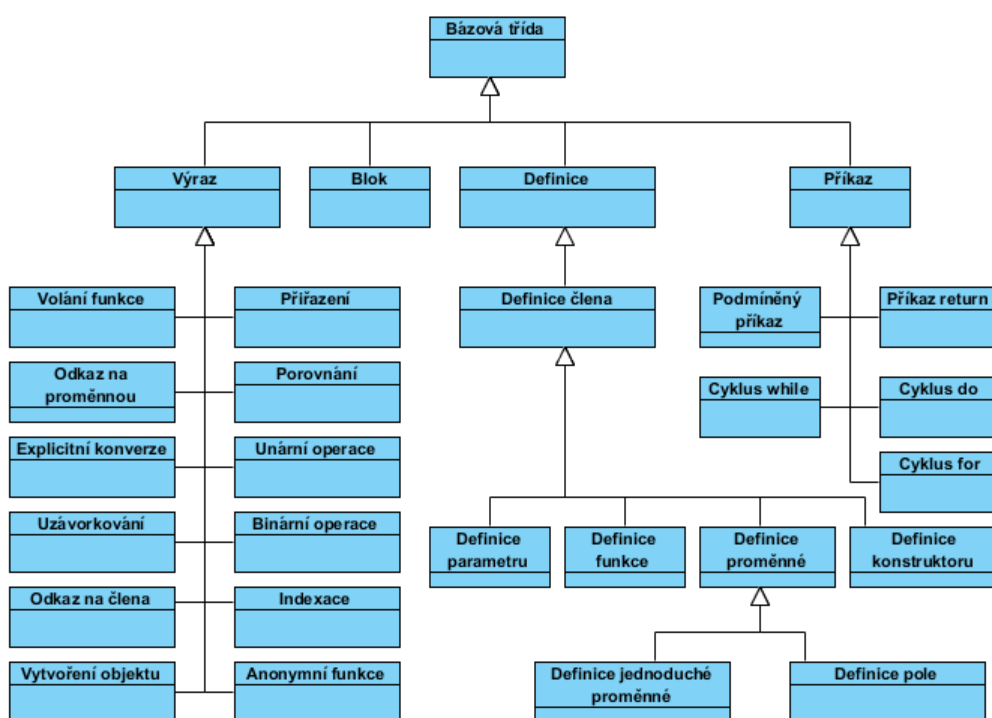 Bázová třída
Výraz
Blok
Definice
Příkaz
Volání funkce
Přiřazení
Definice člena
Podmíněný
příkaz
Příkaz return
Odkaz na
proměnnou
Porovnání
Cyklus while
Cyklus do
Explicitní konverze
Unární operace
Cyklus for
Uzávorkování
Binární operace
Definice
parametru
Definice
funkce
Definice
proměnné
Definice
konstruktoru
Odkaz na člena
Indexace
Vytvoření objektu
Anonymní funkce
Definice jednoduché
proměnné
Definice pole